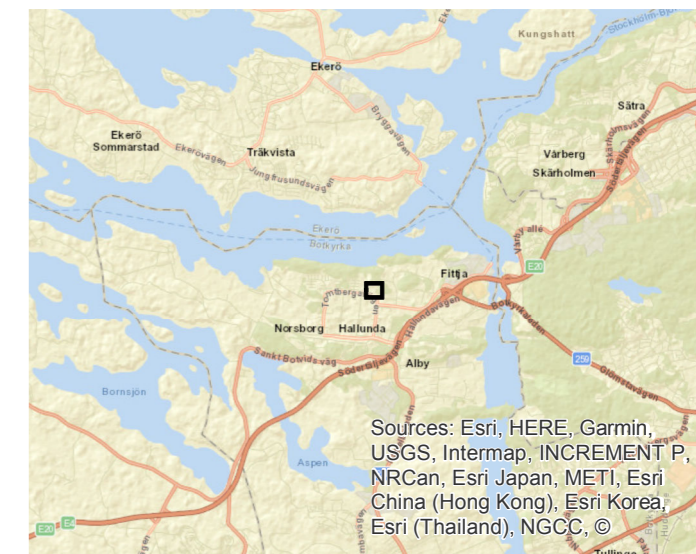 Kungshatt
Ekerö
Sätra
Bryggavägen
Skärholmsvägen
Ekerö
Sommarstad
Ekerövägen
Träkvista
Jungfrusundsvägen
Vårberg
Skärholmen
Södertäljevägen
Ekerö
Botkyrka
Vårby allé
Fittja
E20
Norsborg
Hallunda
Hallundavägen
Botkyrkaleden
Sankt Botvids väg
Södertäljevägen
Alby
259
Glömstavägen
Bornsjön
Aspen
Sources: Esri, HERE, Garmin,
USGS, Intermap, INCREMENT P,
NRCan, Esri Japan, METI, Esri
China (Hong Kong), Esri Korea,
Esri (Thailand), NGCC, ©
E20
E4
Tullinge